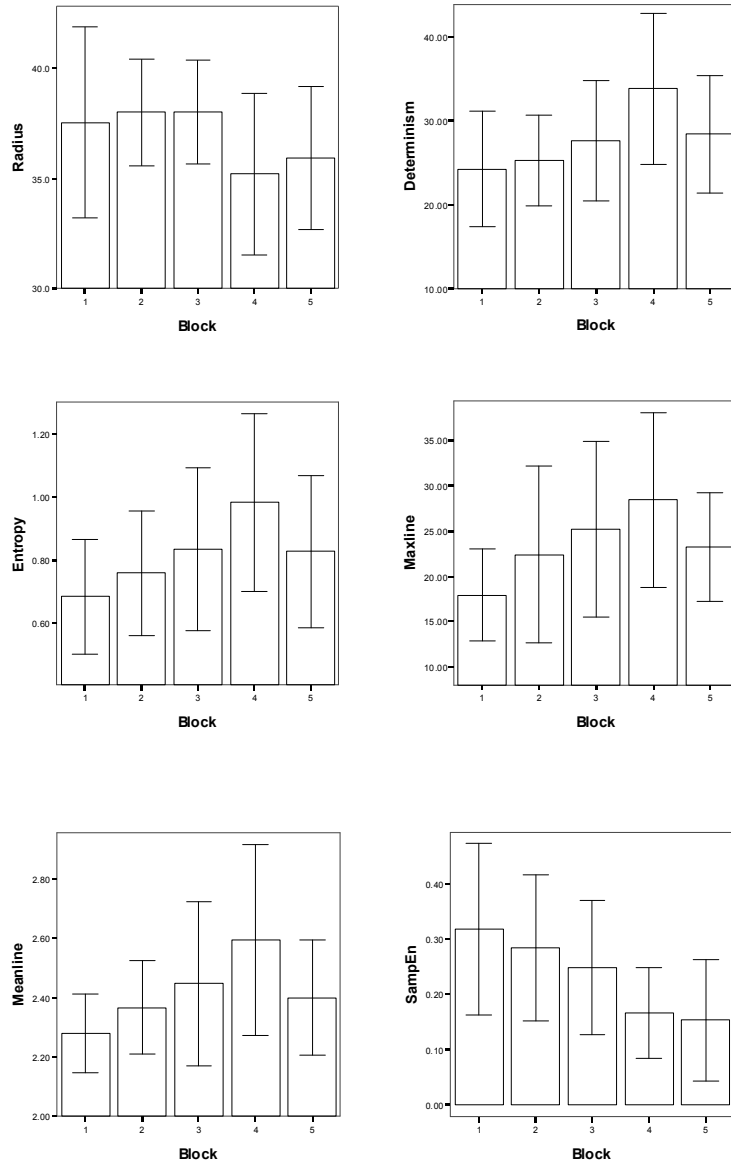 Radius
40.0
35.0
30.0
1 2 3 4 5
Block
Determinism
40.00
30.00
20.00
10.00
1 2 3 4 5
Block
Entropy
1.20
1.00
0.80
0.60
1 2 3 4 5
Block
Maxline
35.00
30.00
25.00
20.00
15.00
10.00
1 2 3 4 5
Block
Meanline
2.80
2.60
2.40
2.20
2.00
1 2 3 4 5
Block
SampEn
0.40
0.30
0.20
0.10
0.00
1 2 3 4 5
Block